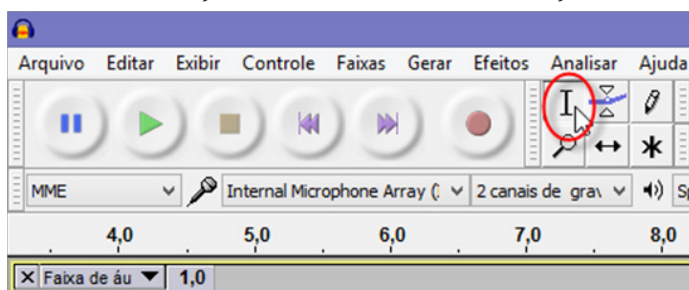 Arquivo Editar Exibir Controle Faixas Gerar Efeitos Analisar Ajuda
MME Internal Microphone Array (: 2 canais de grav
4,0 5,0 6,0 7,0 8,0
Faixa de áu 1,0